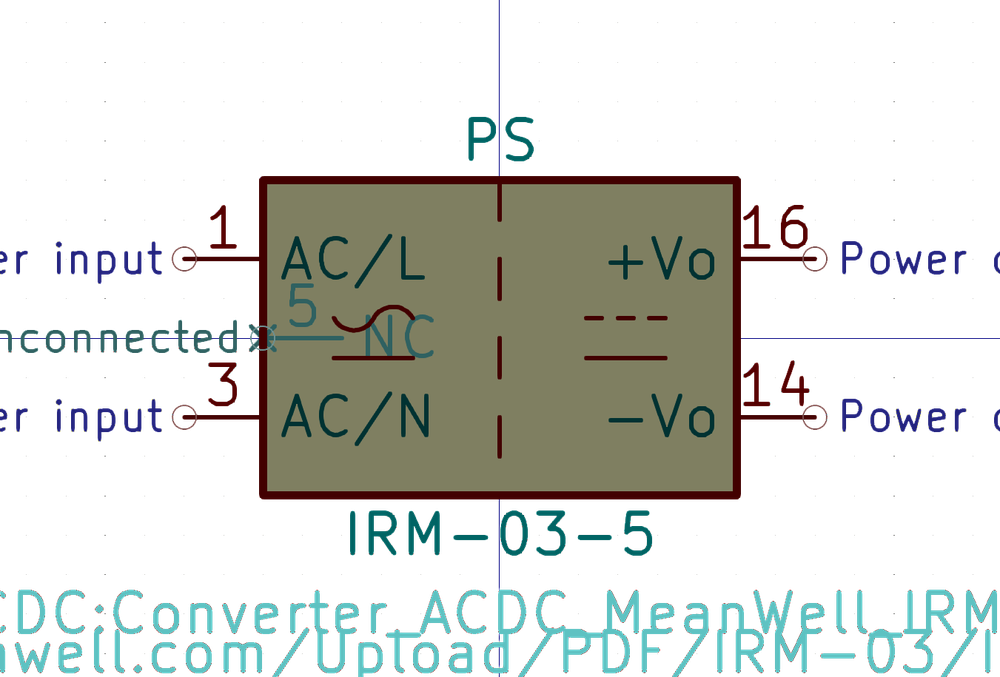 PS
1
16
er input
AC/L
+Vo
Power
5
nconnected
NC
3
14
er input
AC/N
-Vo
Power
IRM-03-5
CDC:Converter_ACDC_MeanWell_IRM
nwell.com/Upload/PDF/IRM-03/I